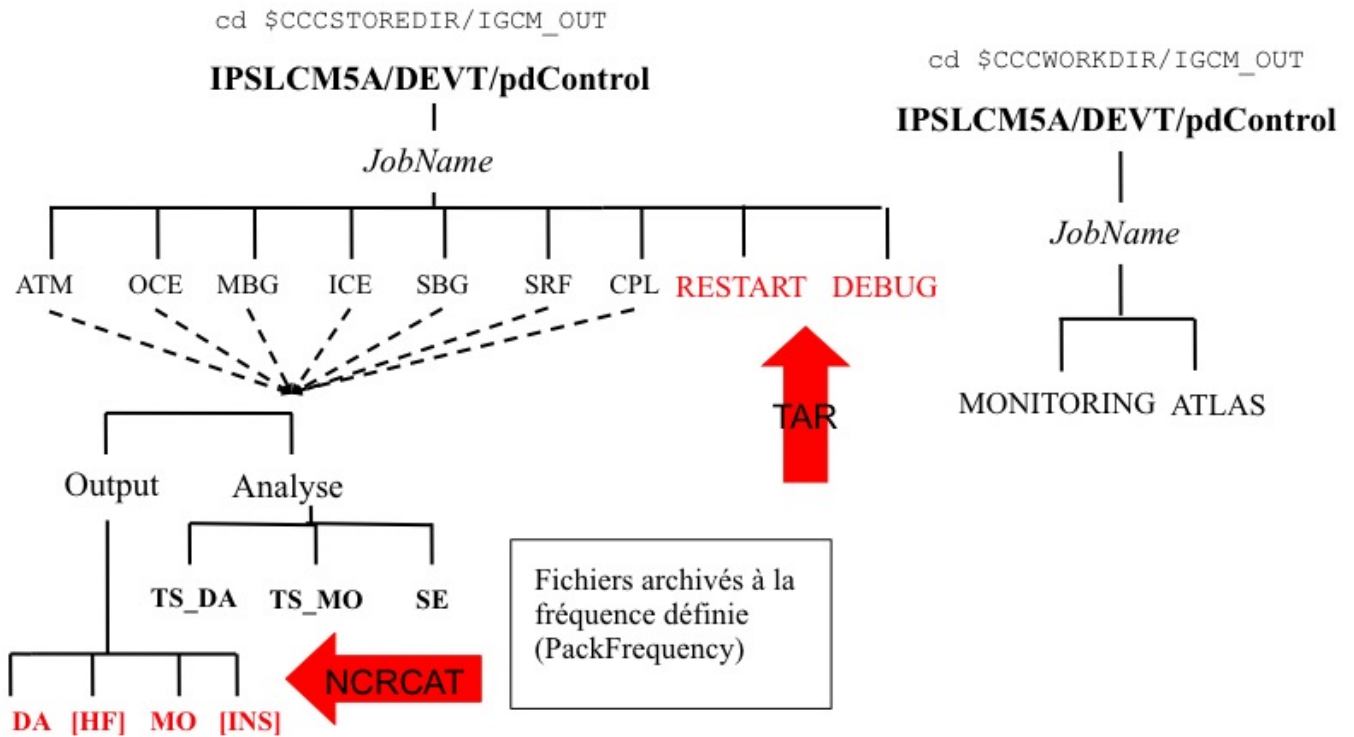 cd $CCCSTOREDIR/IGCM_OUT
IPSLCM5A/DEVT/pdControl
JobName
ATM OCE MBG ICE SBG SRF CPL RESTART DEBUG
TAR
Output Analyse
TS_DA TS_MO SE
DA [HF] MO [INS]
NCRCAT
Fichiers archivés à la
fréquence définie
(PackFrequency)
cd $CCCWORKDIR/IGCM_OUT
IPSLCM5A/DEVT/pdControl
JobName
MONITORING ATLAS